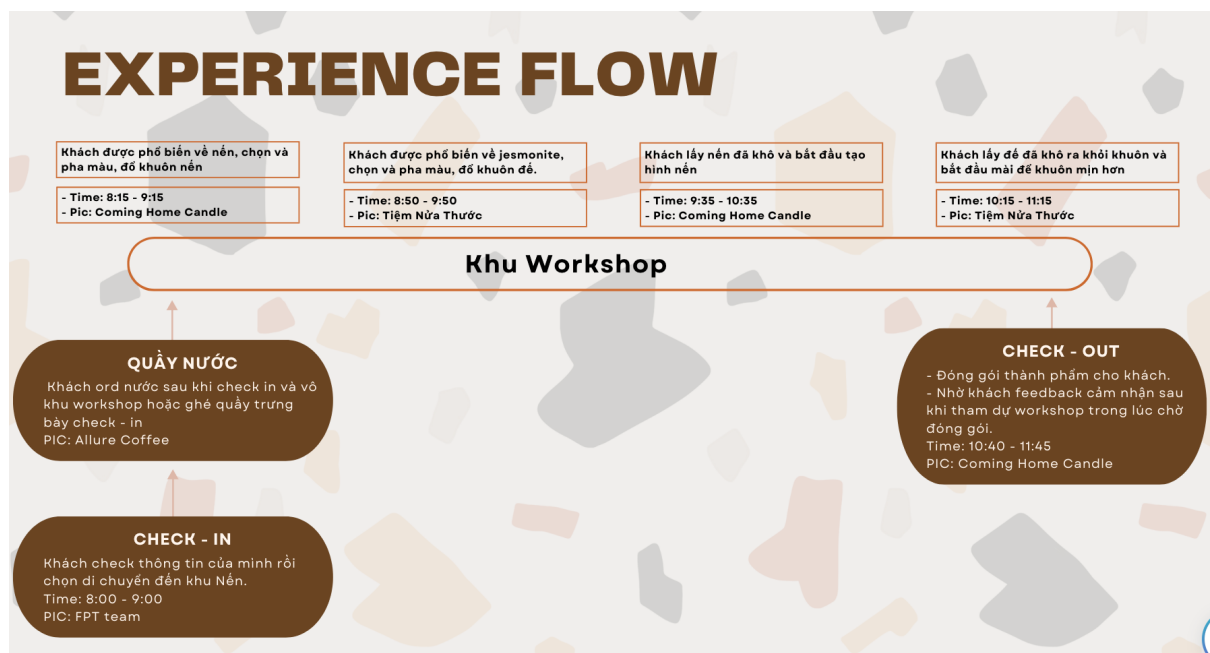 EXPERIENCE FLOW
Khách được phổ biến về nến, chọn và
pha màu, đổ khuôn nến
- Time: 8:15 - 9:15
- Pic: Coming Home Candle
Khách được phổ biến về jesmonite,
chọn và pha màu, đổ khuôn đế.
- Time: 8:50 - 9:50
- Pic: Tiệm Nửa Thước
Khách lấy nến đã khô và bắt đầu tạo
hình nến
- Time: 9:35 - 10:35
- Pic: Coming Home Candle
Khách lấy đế đã khô ra khỏi khuôn và
bắt đầu mài để khuôn mịn hơn
- Time: 10:15 - 11:15
- Pic: Tiệm Nửa Thước
Khu Workshop
QUẦY NƯỚC
Khách ord nước sau khi check in và vô
khu workshop hoặc ghé quầy trưng
bày check - in
PIC: Allure Coffee
CHECK - IN
Khách check thông tin của mình rồi
chọn di chuyển đến khu Nến.
Time: 8:00 - 9:00
PIC: FPT team
CHECK - OUT
- Đóng gói thành phẩm cho khách.
- Nhờ khách feedback cảm nhận sau
khi tham dự workshop trong lúc chờ
đóng gói.
Time: 10:40 - 11:45
PIC: Coming Home Candle